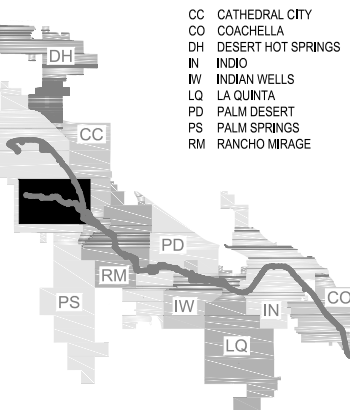 CC CATHEDRAL CITY
CO COACHELLA
DH DESERT HOT SPRINGS
IN INDIO
IW INDIAN WELLS
LQ LA QUINTA
PD PALM DESERT
PS PALM SPRINGS
RM RANCHO MIRAGE
DH
CC
PD
RM
PS
IW
IN
CO
LQ